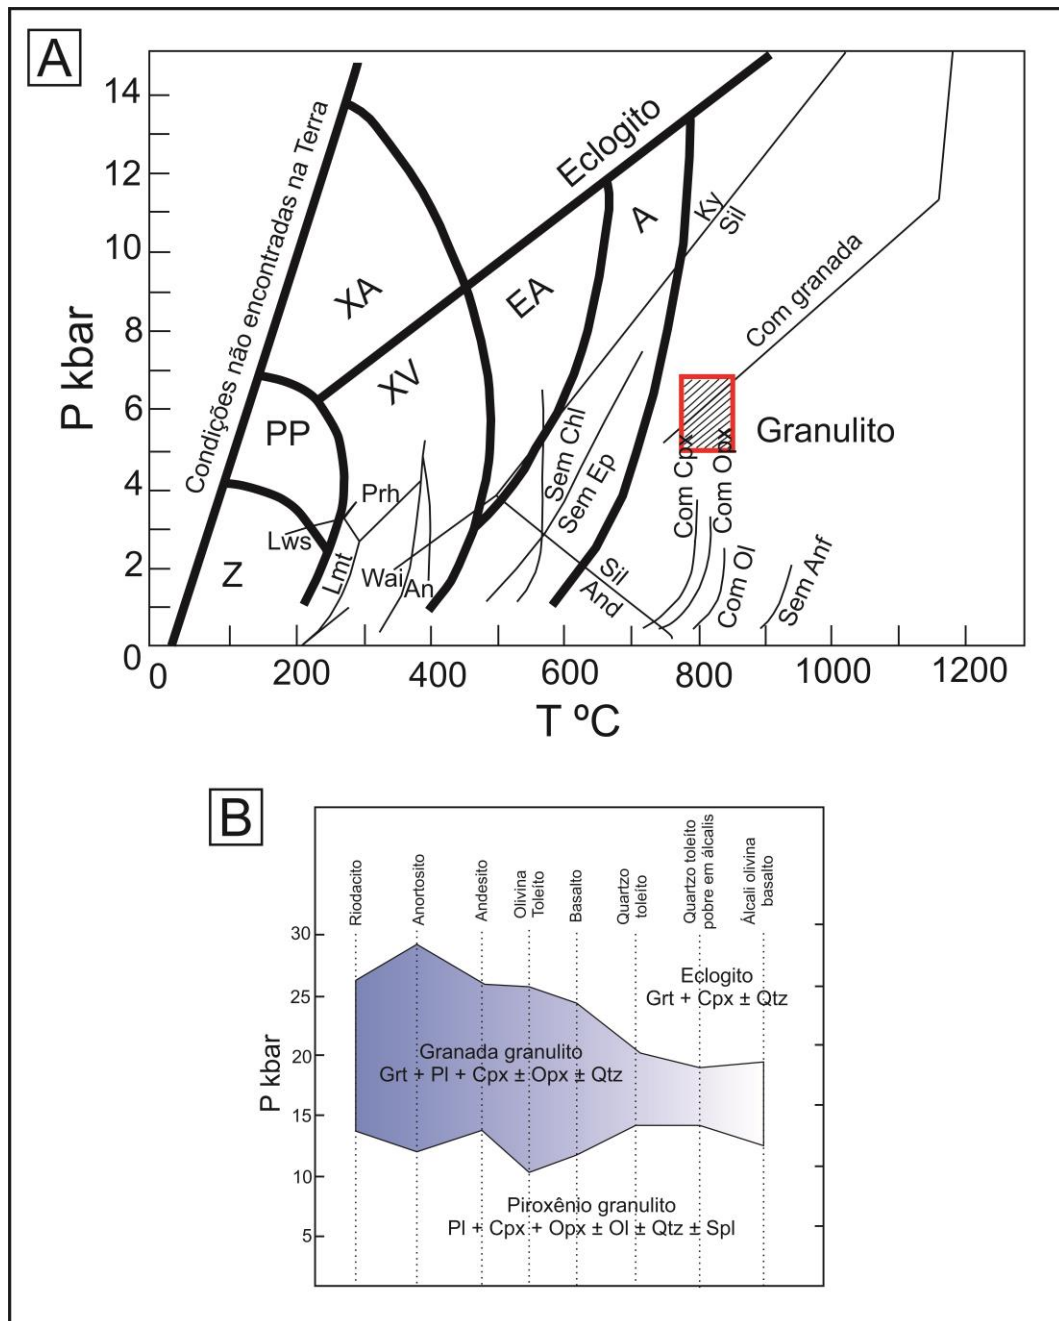 A
P kbar
14
12
10
8
6
4
2
0
0
200
400
600
800
1000
1200
T ºC
Condições não encontradas na Terra
XA
XV
PP
Z
EA
A
Eclogito
Granulito
Ky
Sil
Com granada
Lws
Prh
Lmt
Wai
An
Sem Chl
Sem Ep
Sil
And
Com Cpx
Com Opx
Com Ol
Sem Anf
B
P kbar
30
25
20
15
10
5
Riodacito
Anortosito
Andesito
Olivina
Toleito
Basalto
Quartzo
toleito
Quartzo toleito
pobre em álcalis
Álcali olivina
basalto
Eclogito
Grt + Cpx ± Qtz
Granada granulito
Grt + Pl + Cpx ± Opx ± Qtz
Piroxênio granulito
Pl + Cpx + Opx ± Ol ± Qtz ± Spl